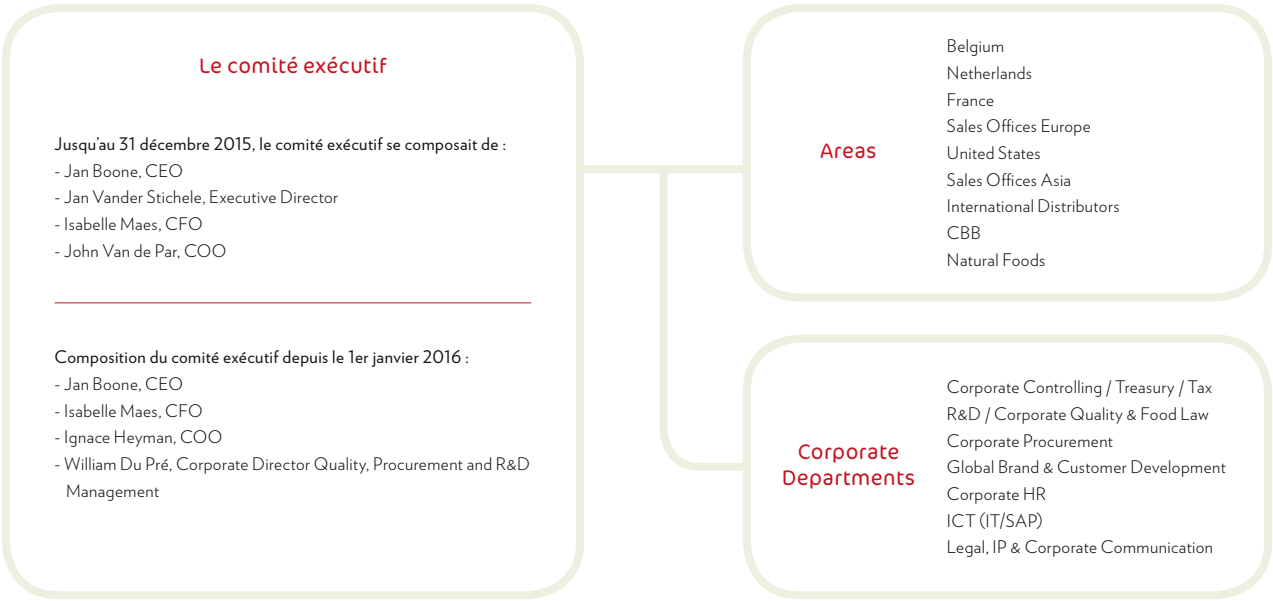 Le comité exécutif
Jusqu'au 31 décembre 2015, le comité exécutif se composait de :
- Jan Boone, CEO
- Jan Vander Stichele, Executive Director
- Isabelle Maes, CFO
- John Van de Par, COO
Composition du comité exécutif depuis le 1er janvier 2016 :
- Jan Boone, CEO
- Isabelle Maes, CFO
- Ignace Heyman, COO
- William Du Pré, Corporate Director Quality, Procurement and R&D
Management
Areas
Belgium
Netherlands
France
Sales Offices Europe
United States
Sales Offices Asia
International Distributors
CBB
Natural Foods
Corporate
Departments
Corporate Controlling / Treasury / Tax
R&D / Corporate Quality & Food Law
Corporate Procurement
Global Brand & Customer Development
Corporate HR
ICT (IT/SAP)
Legal, IP & Corporate Communication